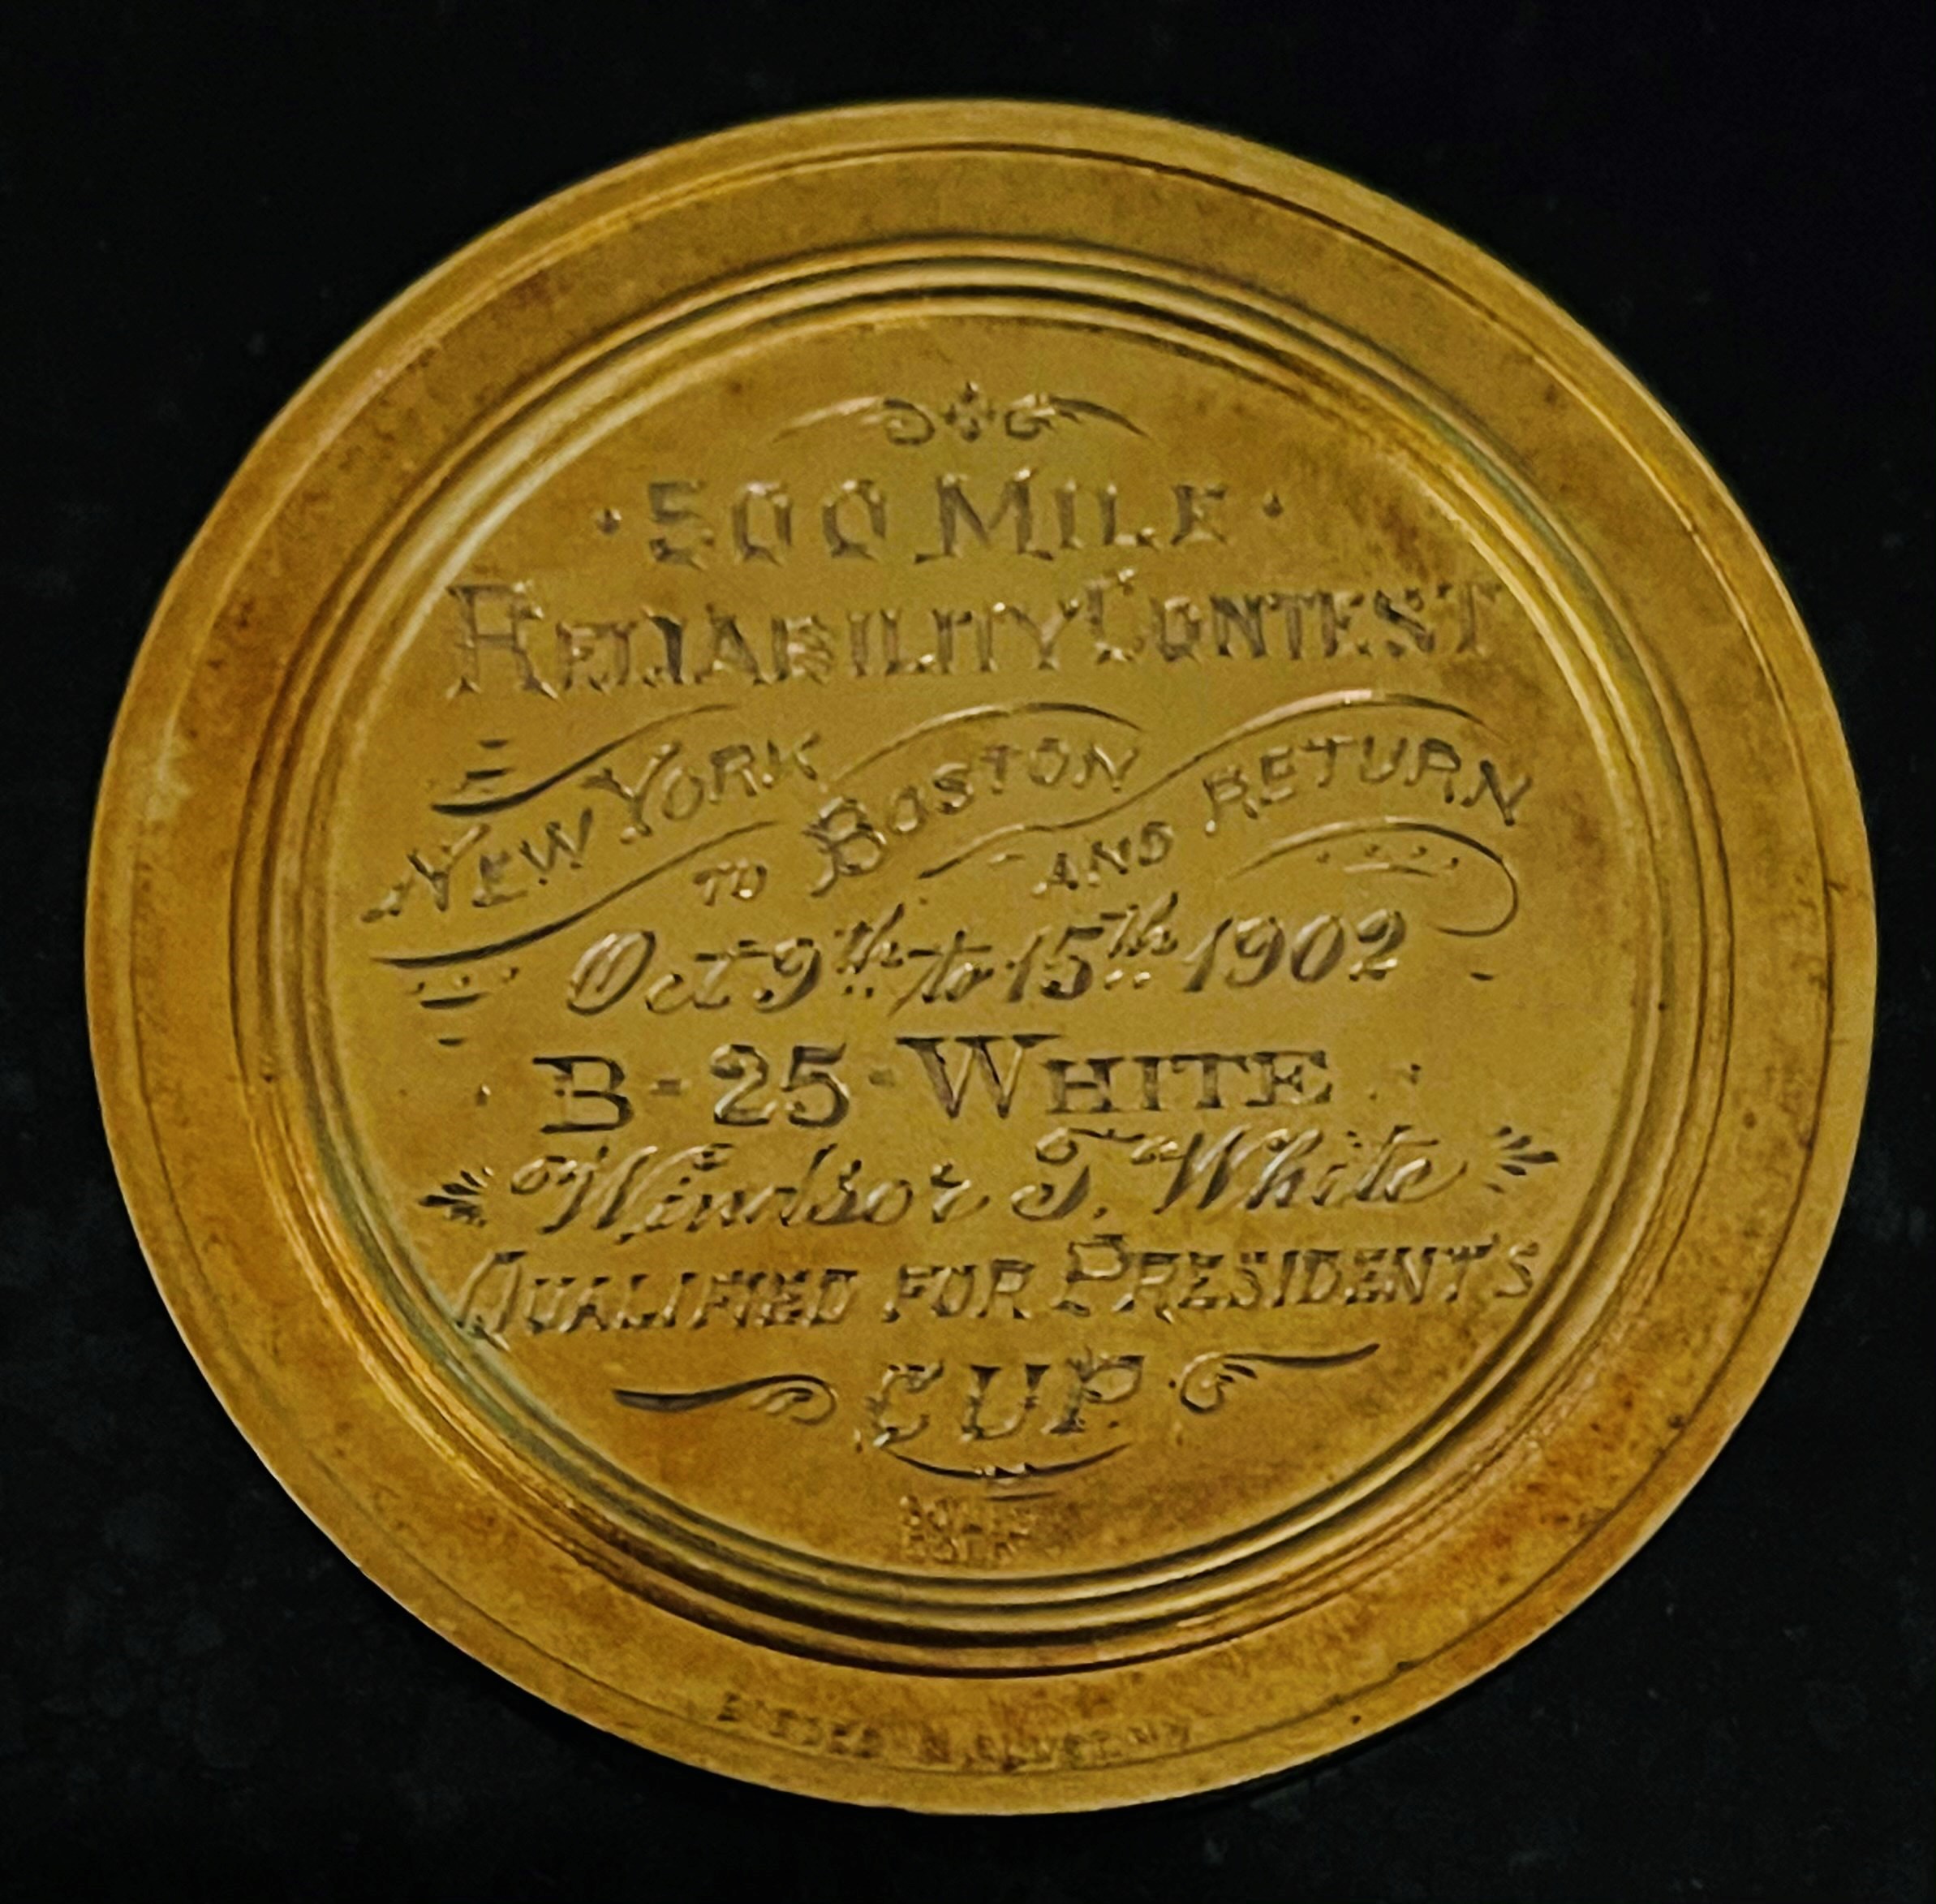 500 MILE
RELIABILITY CONTEST
NEW YORK TO BOSTON AND RETURN
Oct 9th to 15th 1902
B-25-WHITE
Windsor T. White
QUALIFIED FOR PRESIDENT'S
CUP.